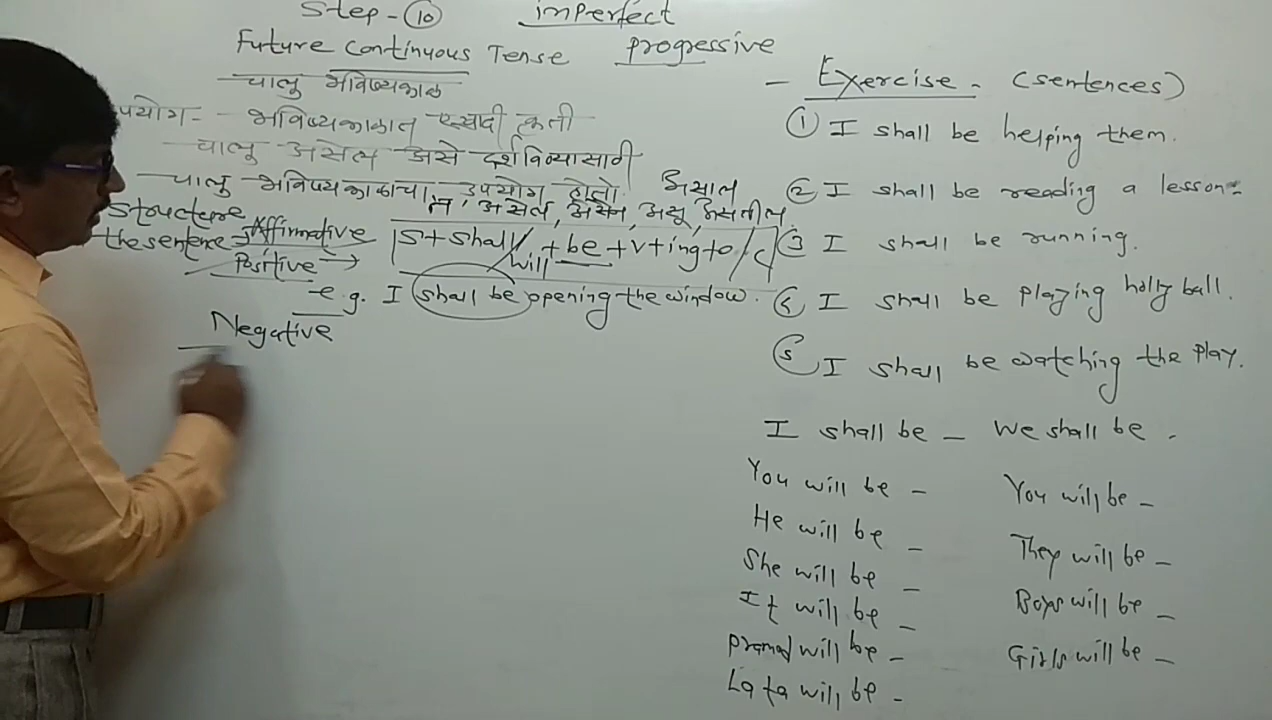 Step - 10 imperfect
Future Continuous Tense progressive
चालु भविष्यकाळ
पयोग:- भविष्यकाळात एखादी कृती
चालु असेल असे दर्शविण्यासाठी
चालु भविष्यकाळाचा उपयोग होतो. असाल
त, असेल, असेन, असू, असतील,
Structure
the sentence Affirmative S + shall/will + be + v + ing + o/c
Positive →
e.g. I shall be opening the window.
Negative
- Exercise - (sentences)
① I shall be helping them.
② I shall be reading a lesson.
③ I shall be running.
④ I shall be playing holly ball.
⑤ I shall be watching the play.
I shall be - We shall be -
You will be - You will be -
He will be - They will be -
She will be - Boys will be -
It will be - Girls will be -
will be -
Lata will be -